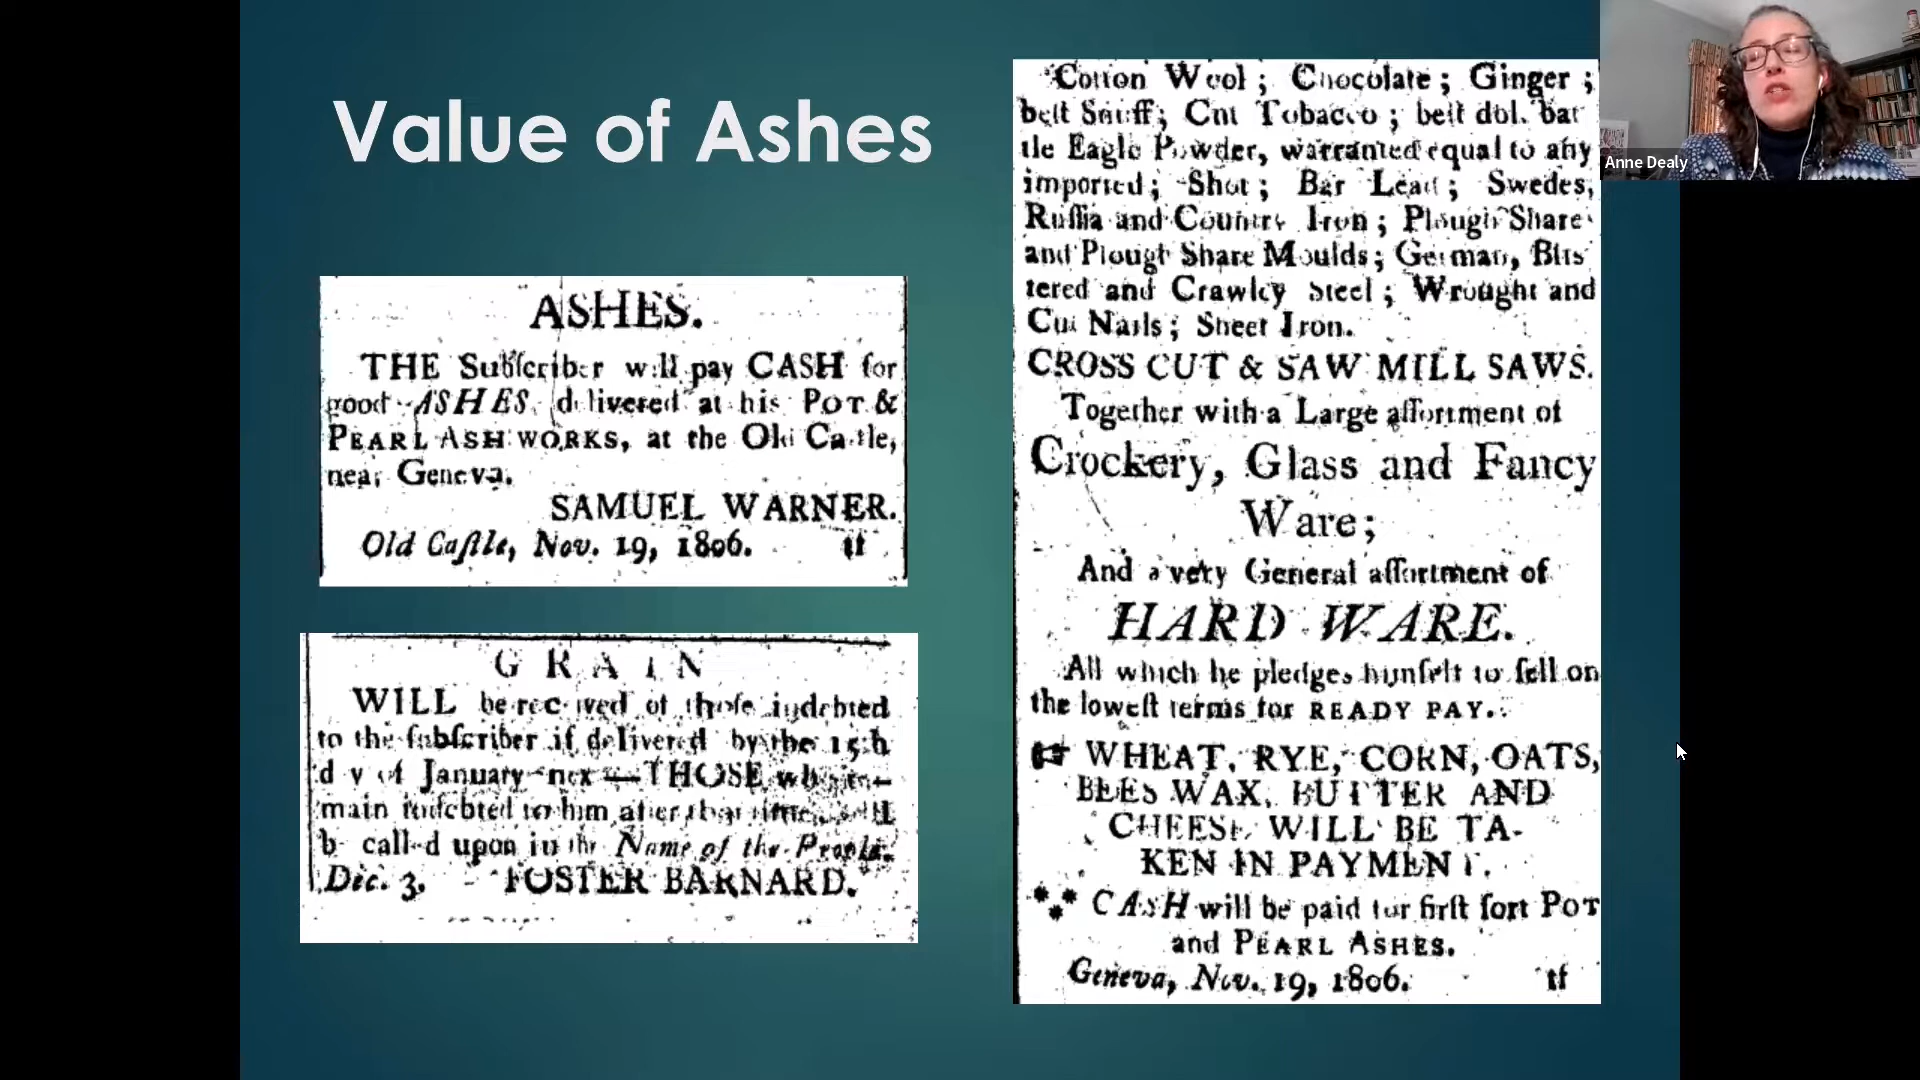 Value of Ashes
ASHES.
THE Subſcriber will pay CASH for
good ASHES, delivered at his POT &
PEARL ASH WORKS, at the Old Caſtle,
near Geneva.
SAMUEL WARNER.
Old Caſtle, Nov. 19, 1806. tf
GRAIN
WILL be received of thoſe indebted
to the ſubſcriber if delivered by the 15th
day of January next—THOSE who re-
main indebted to him after that time, will
be called upon in the Name of the People.
Dec. 3. FOSTER BARNARD.
Cotton Wool; Chocolate; Ginger;
beſt Snuff; Cut Tobacco; beſt dbl. bat
tle Eagle Powder, warranted equal to any
imported; Shot; Bar Lead; Swedes,
Ruſſia and Country Iron; Plough Share
and Plough Share Moulds; German, Blis
tered and Crawley Steel; Wrought and
Cut Nails; Sheet Iron.
CROSS CUT & SAW MILL SAWS.
Together with a Large aſſortment of
Crockery, Glass and Fancy
Ware;
And a very General aſſortment of
HARD WARE.
All which he pledges himſelf to ſell on
the loweſt terms for READY PAY.
☞ WHEAT, RYE, CORN, OATS,
BEES WAX, BUTTER AND
CHEESE, WILL BE TA-
KEN IN PAYMENT.
⁂ CASH will be paid for firſt ſort POT
and PEARL ASHES.
Geneva, Nov. 19, 1806. tf
Anne Dealy